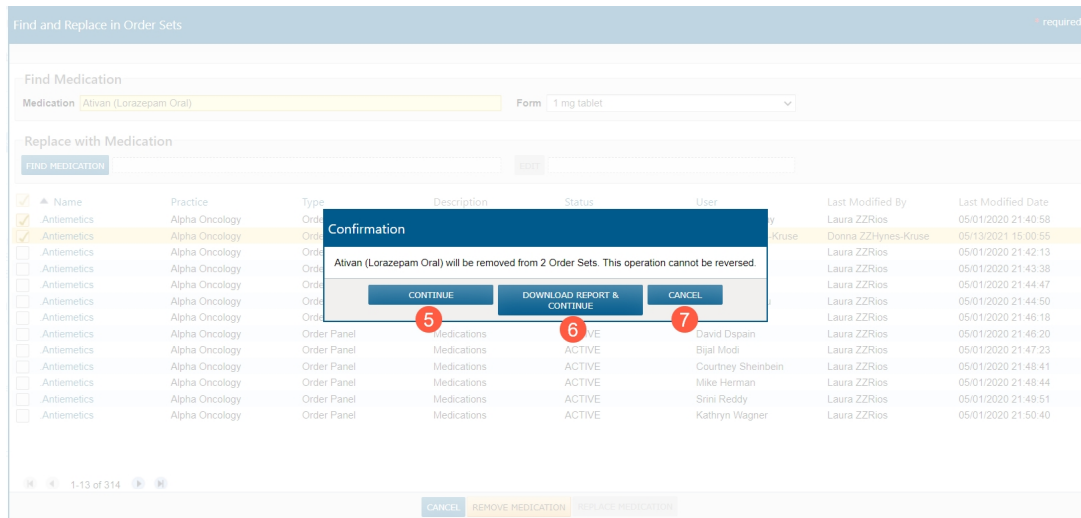 Find and Replace in Order Sets * required
Find Medication
Medication Ativan (Lorazepam Oral) Form 1 mg tablet
Replace with Medication
FIND MEDICATION EDIT
Name Practice Type Description Status User Last Modified By Last Modified Date
.Antiemetics Alpha Oncology Orde y Laura ZZRios 05/01/2020 21:40:58
.Antiemetics Alpha Oncology Orde -Kruse Donna ZZHynes-Kruse 05/13/2021 15:00:55
.Antiemetics Alpha Oncology Orde Laura ZZRios 05/01/2020 21:42:13
.Antiemetics Alpha Oncology Orde Laura ZZRios 05/01/2020 21:43:38
.Antiemetics Alpha Oncology Orde Laura ZZRios 05/01/2020 21:44:47
.Antiemetics Alpha Oncology Orde Laura ZZRios 05/01/2020 21:44:50
.Antiemetics Alpha Oncology Orde Laura ZZRios 05/01/2020 21:46:18
.Antiemetics Alpha Oncology Order Panel Medications VE David Dspain Laura ZZRios 05/01/2020 21:46:20
.Antiemetics Alpha Oncology Order Panel Medications ACTIVE Bijal Modi Laura ZZRios 05/01/2020 21:47:23
.Antiemetics Alpha Oncology Order Panel Medications ACTIVE Courtney Sheinbein Laura ZZRios 05/01/2020 21:48:41
.Antiemetics Alpha Oncology Order Panel Medications ACTIVE Mike Herman Laura ZZRios 05/01/2020 21:48:44
.Antiemetics Alpha Oncology Order Panel Medications ACTIVE Srini Reddy Laura ZZRios 05/01/2020 21:49:51
.Antiemetics Alpha Oncology Order Panel Medications ACTIVE Kathryn Wagner Laura ZZRios 05/01/2020 21:50:40
Confirmation
Ativan (Lorazepam Oral) will be removed from 2 Order Sets. This operation cannot be reversed.
CONTINUE DOWNLOAD REPORT & CONTINUE CANCEL
5 6 7
1-13 of 314
CANCEL REMOVE MEDICATION REPLACE MEDICATION